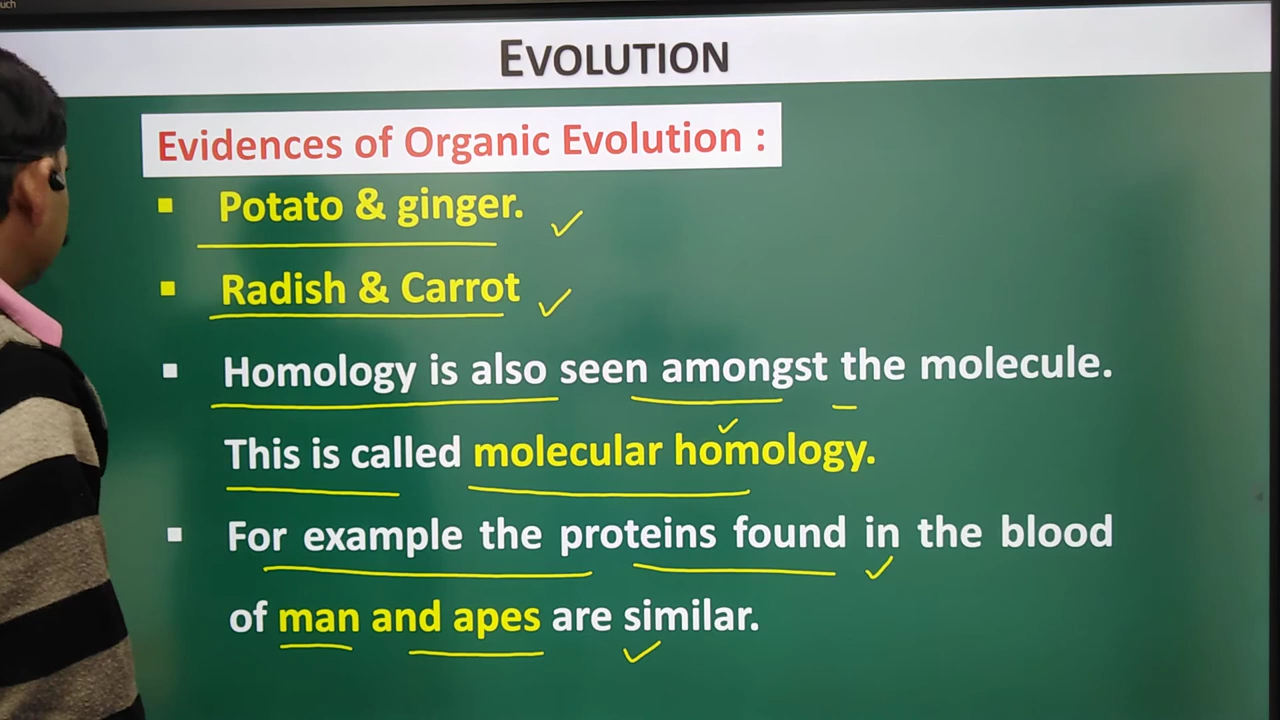 uch
EVOLUTION
Evidences of Organic Evolution :
▪ Potato & ginger.
▪ Radish & Carrot
▪ Homology is also seen amongst the molecule.
This is called molecular homology.
▪ For example the proteins found in the blood
of man and apes are similar.